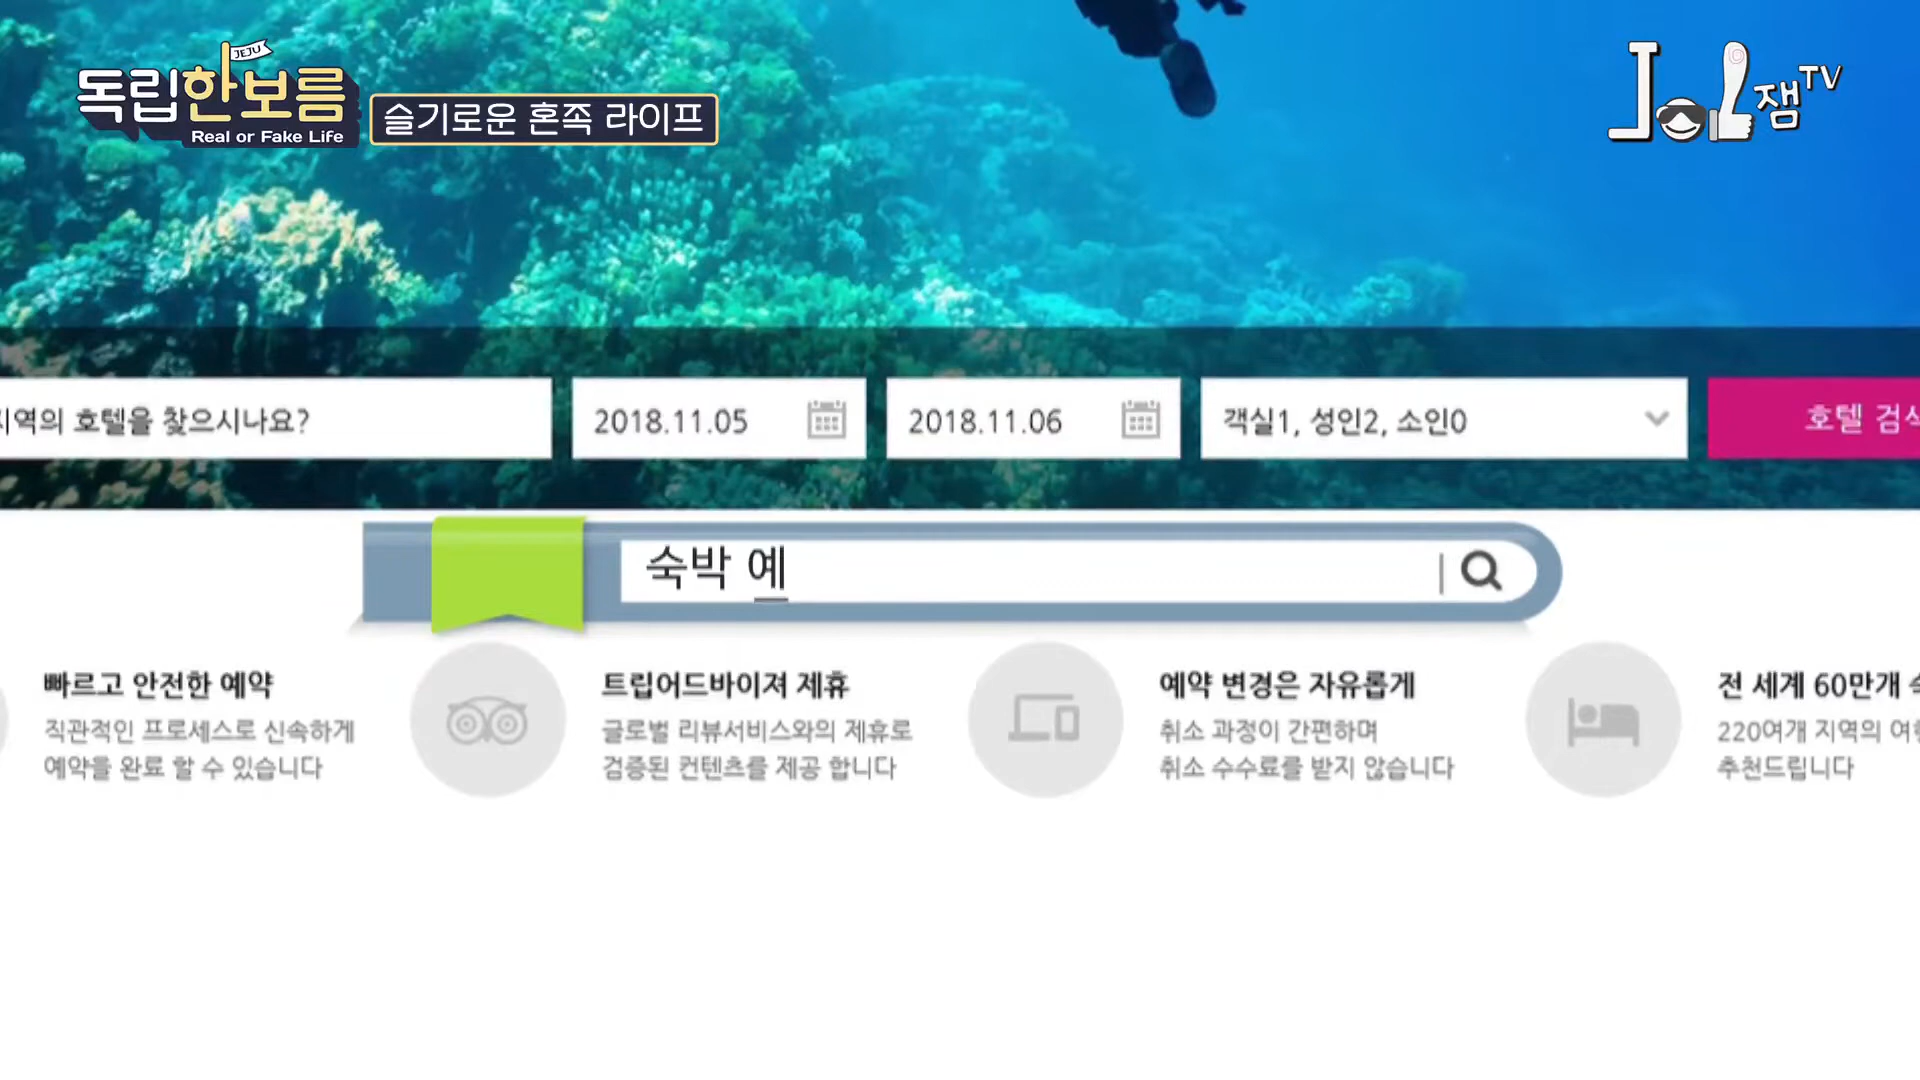 JEJU
독립한보름
Real or Fake Life
슬기로운 혼족 라이프
JOL잼TV
지역의 호텔을 찾으시나요?
2018.11.05
2018.11.06
객실1, 성인2, 소인0
호텔 검색
숙박 예
빠르고 안전한 예약
직관적인 프로세스로 신속하게
예약을 완료 할 수 있습니다
트립어드바이져 제휴
글로벌 리뷰서비스와의 제휴로
검증된 컨텐츠를 제공 합니다
예약 변경은 자유롭게
취소 과정이 간편하며
취소 수수료를 받지 않습니다
전 세계 60만개
220여개 지역의
추천드립니다